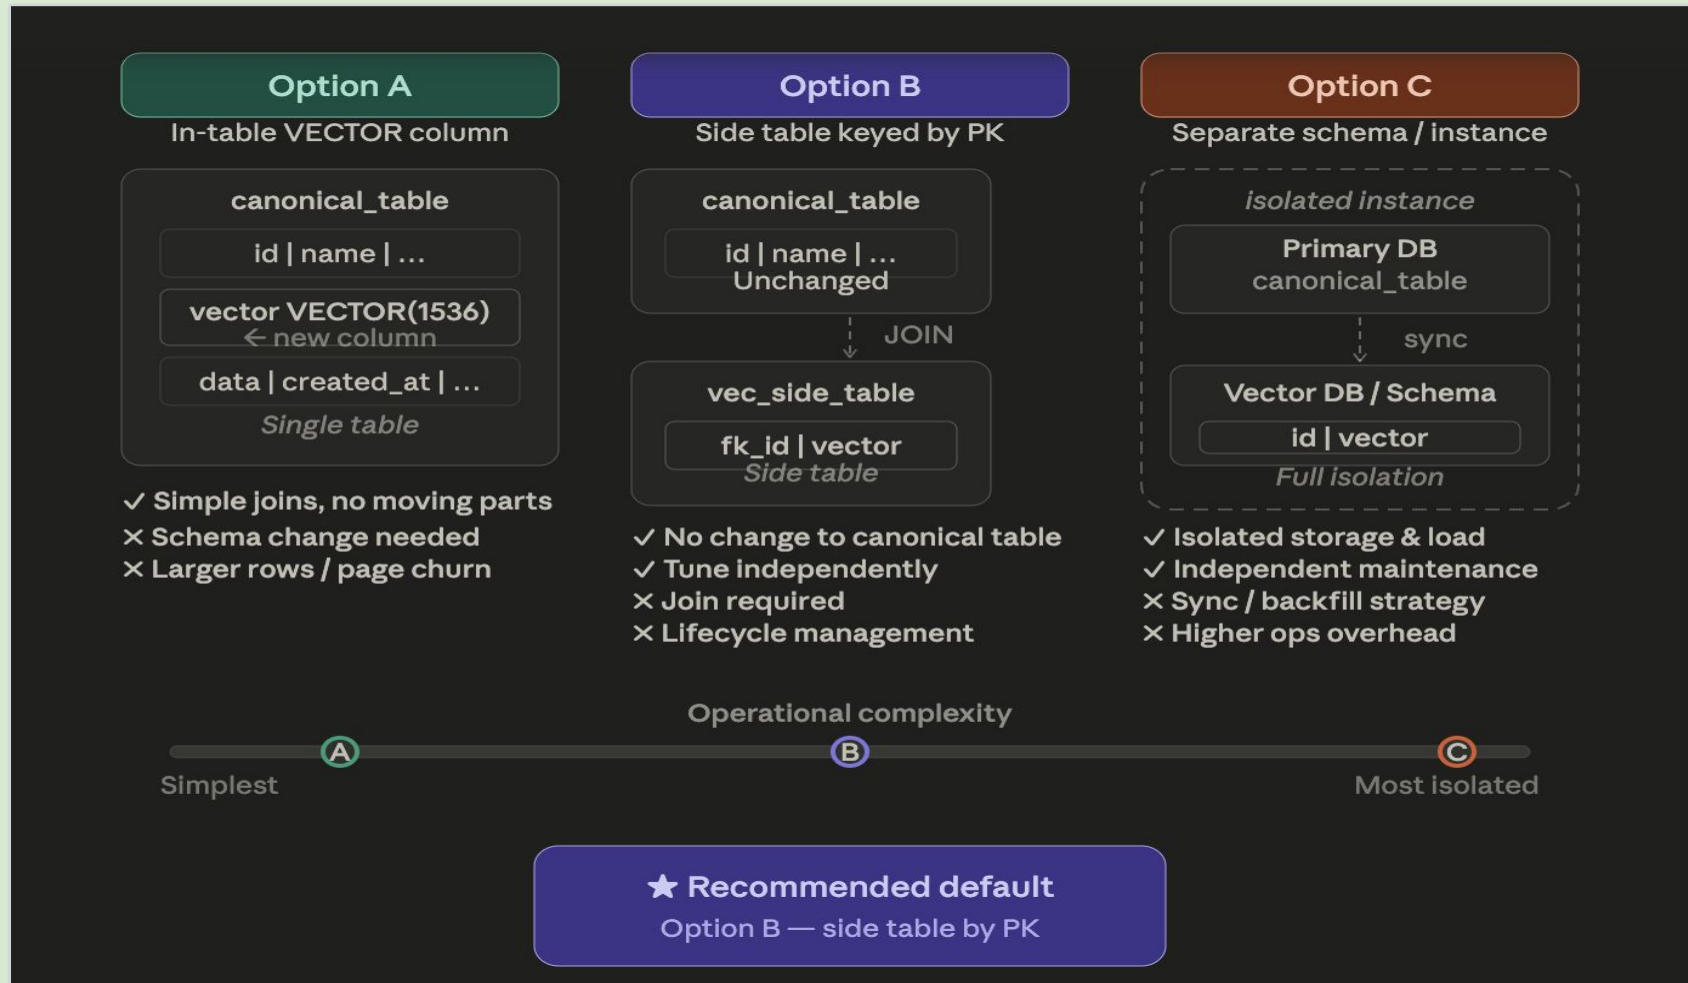 Option A
In-table VECTOR column
canonical_table
id | name | ...
vector VECTOR(1536)
← new column
data | created_at | ...
Single table
✓ Simple joins, no moving parts
✕ Schema change needed
✕ Larger rows / page churn
Option B
Side table keyed by PK
canonical_table
id | name | ...
Unchanged
JOIN
vec_side_table
fk_id | vector
Side table
✓ No change to canonical table
✓ Tune independently
✕ Join required
✕ Lifecycle management
Option C
Separate schema / instance
isolated instance
Primary DB
canonical_table
sync
Vector DB / Schema
id | vector
Full isolation
✓ Isolated storage & load
✓ Independent maintenance
✕ Sync / backfill strategy
✕ Higher ops overhead
Operational complexity
A
B
C
Simplest
Most isolated
★ Recommended default
Option B — side table by PK